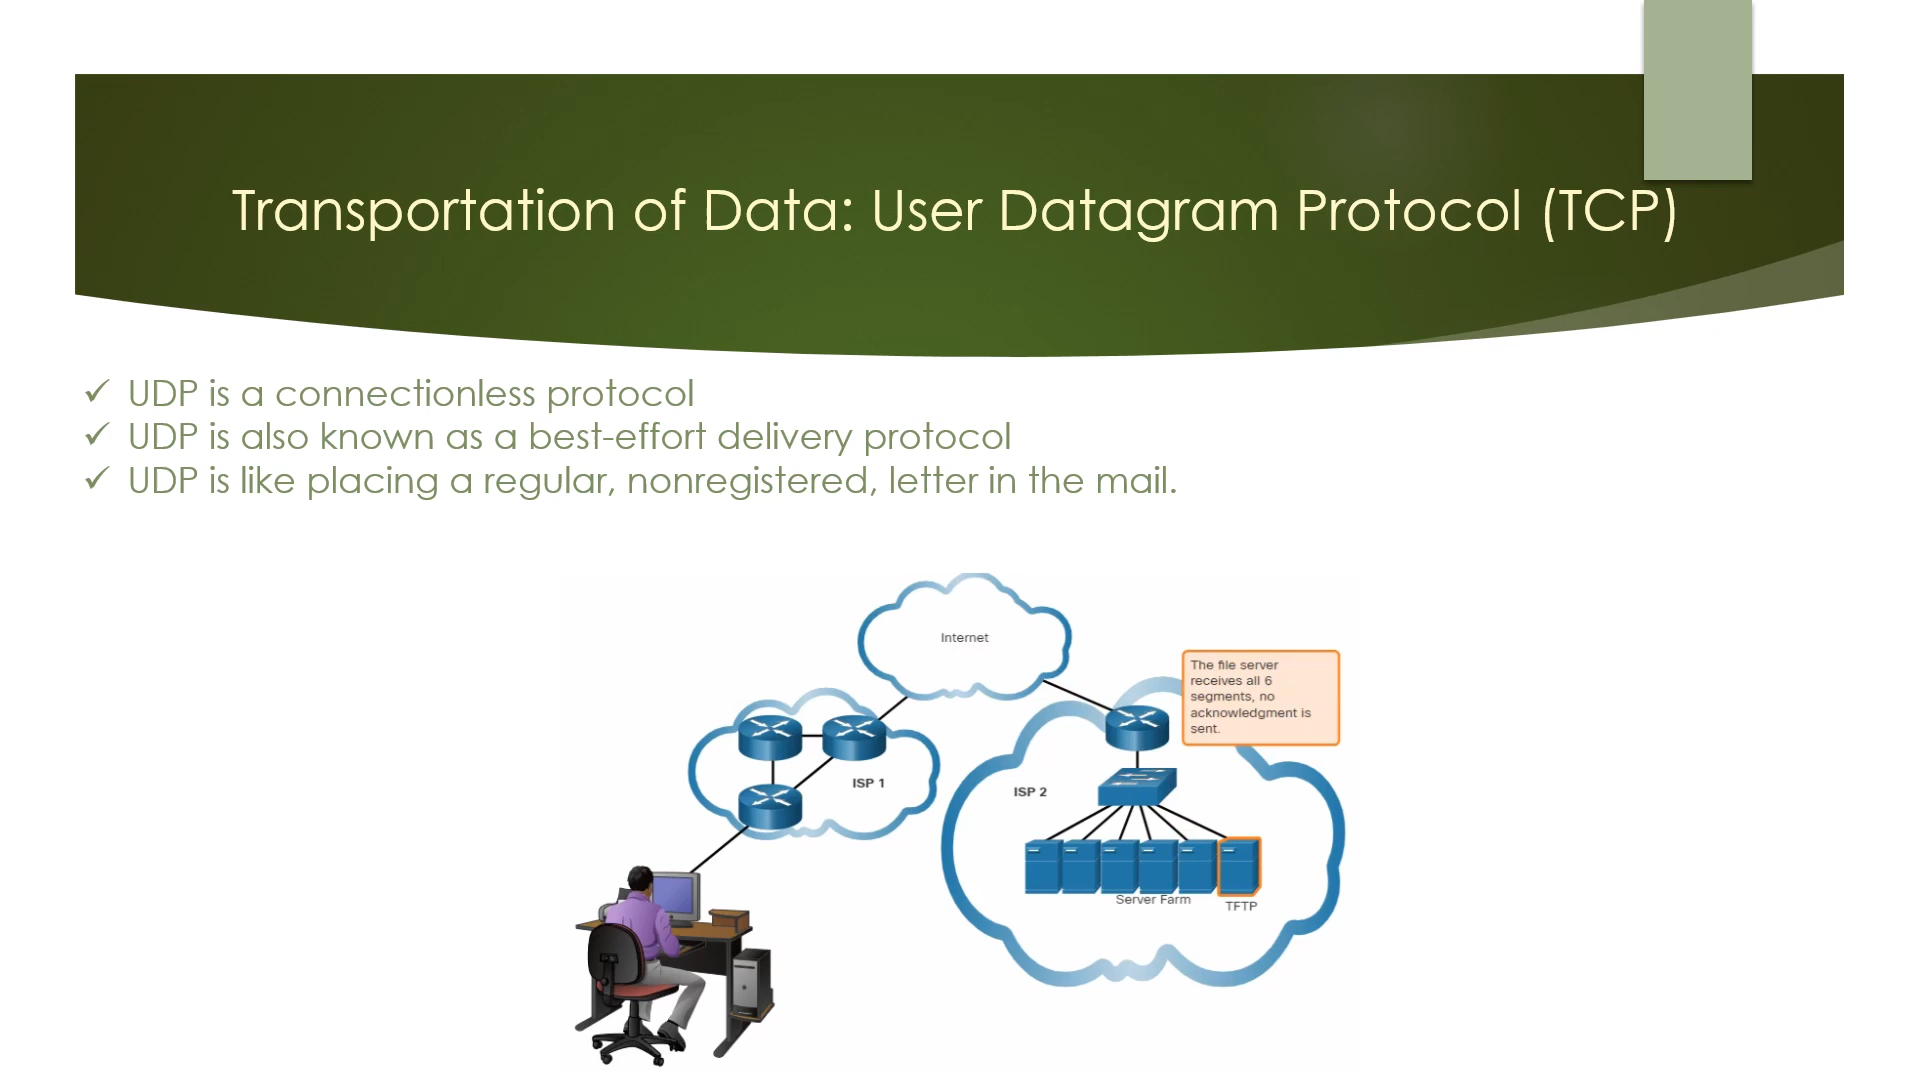 Transportation of Data: User Datagram Protocol (TCP)
✓ UDP is a connectionless protocol
✓ UDP is also known as a best-effort delivery protocol
✓ UDP is like placing a regular, nonregistered, letter in the mail.
Internet
The file server
receives all 6
segments, no
acknowledgment is
sent.
ISP 1
ISP 2
Server Farm
TFTP